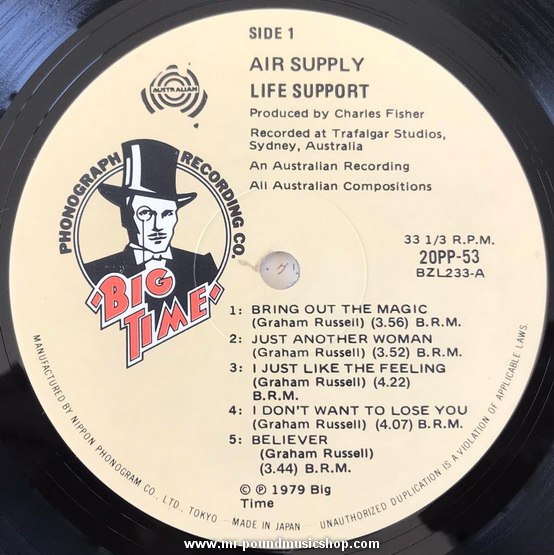 SIDE 1
AUSTRALIAN
AIR SUPPLY
LIFE SUPPORT
Produced by Charles Fisher
Recorded at Trafalgar Studios,
Sydney, Australia
An Australian Recording
All Australian Compositions
PHONOGRAPH RECORDING CO.
BIG
TIME
33 1/3 R.P.M.
20PP-53
BZL233-A
1: BRING OUT THE MAGIC
(Graham Russell) (3.56) B.R.M.
2: JUST ANOTHER WOMAN
(Graham Russell) (3.52) B.R.M.
3: I JUST LIKE THE FEELING
(Graham Russell) (4.22)
B.R.M.
4: I DON'T WANT TO LOSE YOU
(Graham Russell) (4.07) B.R.M.
5: BELIEVER
(Graham Russell)
(3.44) B.R.M.
© ℗ 1979 Big
Time
MANUFACTURED BY NIPPON PHONOGRAM CO., LTD., TOKYO —MADE IN JAPAN— UNAUTHORIZED DUPLICATION IS A VIOLATION OF APPLICABLE LAWS.
www.mr-poundmusicshop.com